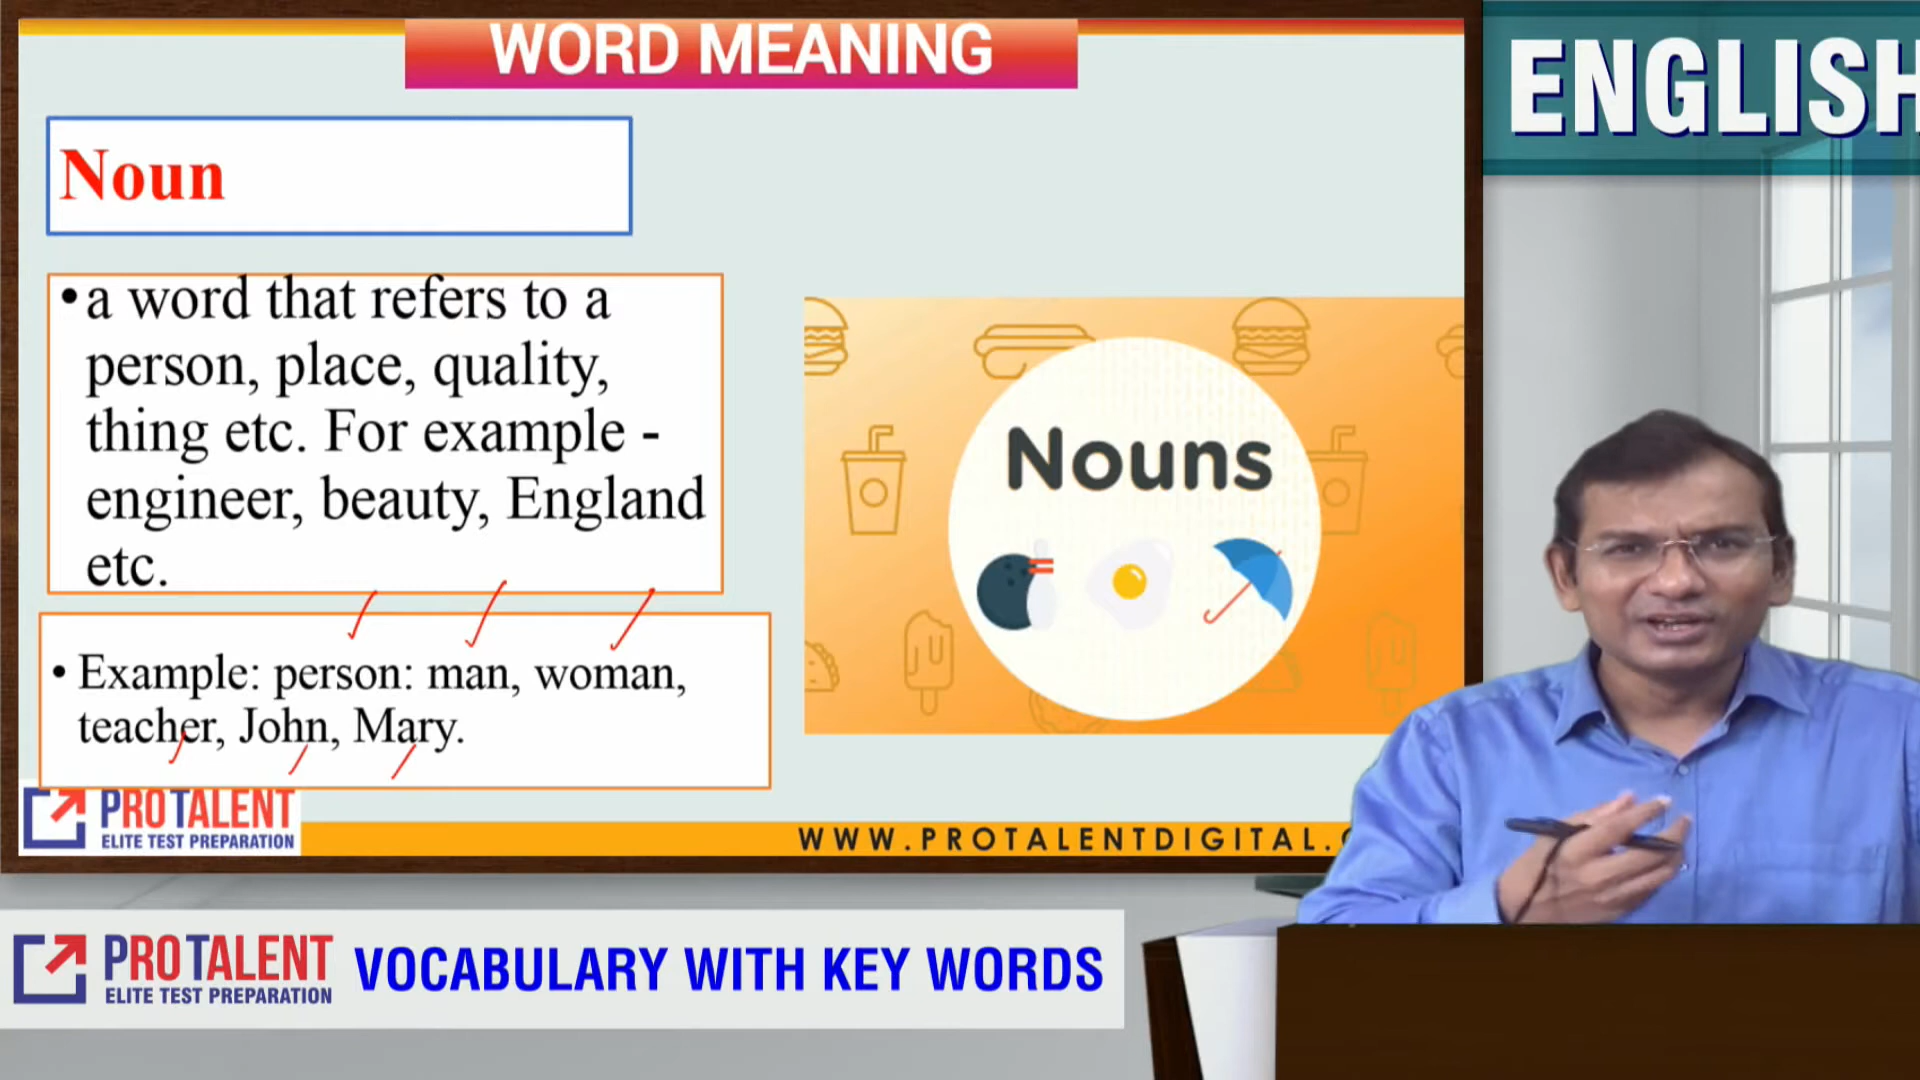 WORD MEANING
ENGLISH
Noun
•a word that refers to a
person, place, quality,
thing etc. For example -
engineer, beauty, England
etc.
Nouns
• Example: person: man, woman,
teacher, John, Mary.
PROTALENT
ELITE TEST PREPARATION
WWW.PROTALENTDIGITAL.
PROTALENT
ELITE TEST PREPARATION
VOCABULARY WITH KEY WORDS